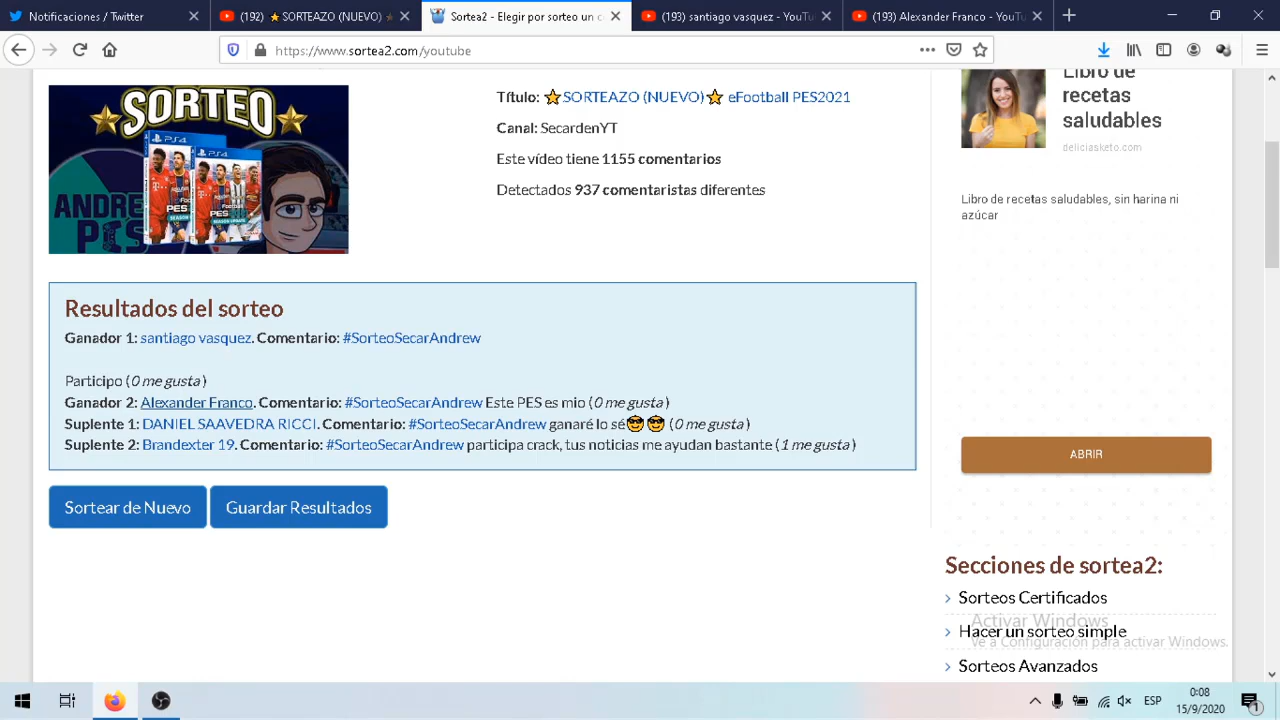 Notifications / Twitter
(192) ⭐SORTEAZO (NUEVO)
Sortea2 - Elegir por sorteo un c
(193) santiago vasquez - YouTu
(193) Alexander Franco - YouTu
https://www.sortea2.com/youtube
SORTEO
PS4
PS4
ANDRE
PES
PES
PES
Título: ⭐SORTEAZO (NUEVO)⭐ eFootball PES2021
Canal: SecardenYT
Este vídeo tiene 1155 comentarios
Detectados 937 comentaristas diferentes
Libro de
recetas
saludables
deliciasketo.com
Libro de recetas saludables, sin harina ni
azúcar
ABRIR
Resultados del sorteo
Ganador 1: santiago vasquez. Comentario: #SorteoSecarAndrew
Participo (0 me gusta )
Ganador 2: Alexander Franco. Comentario: #SorteoSecarAndrew Este PES es mio (0 me gusta )
Suplente 1: DANIEL SAAVEDRA RICCI. Comentario: #SorteoSecarAndrew ganaré lo sé😎😎 (0 me gusta )
Suplente 2: Brandexter 19. Comentario: #SorteoSecarAndrew participa crack, tus noticias me ayudan bastante (1 me gusta )
Sortear de Nuevo
Guardar Resultados
Secciones de sortea2:
Sorteos Certificados
Hacer un sorteo simple
Sorteos Avanzados
Activar Windows
Ve a Configuración para activar Windows.
ESP
0:08
15/9/2020
1